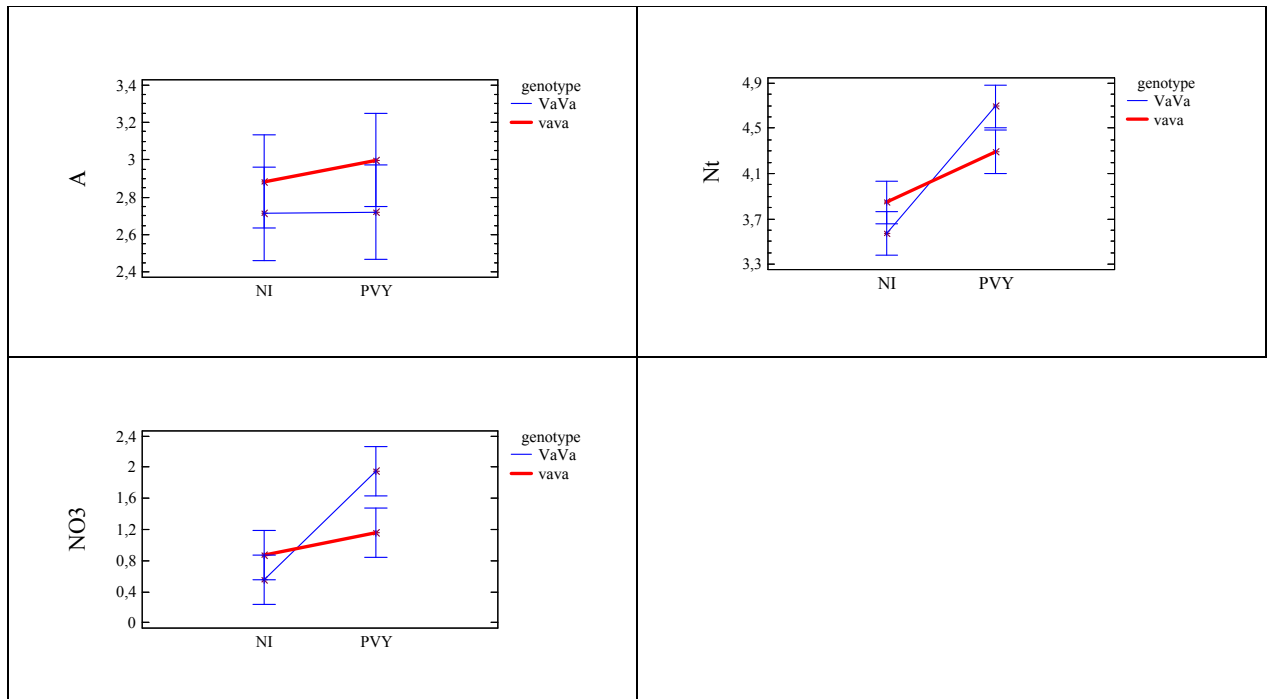 A
3,4
3,2
3
2,8
2,6
2,4
NI PVY
genotype
VaVa
vava
Nt
4,9
4,5
4,1
3,7
3,3
NI PVY
genotype
VaVa
vava
NO3
2,4
2
1,6
1,2
0,8
0,4
0
NI PVY
genotype
VaVa
vava